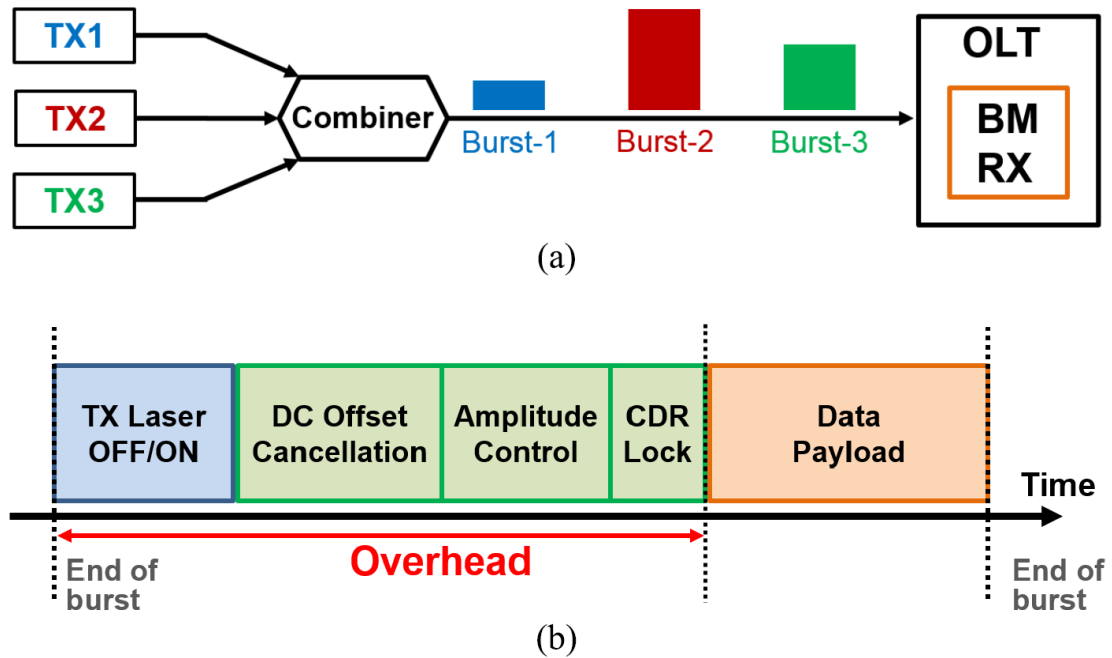 TX1
TX2
TX3
Combiner
Burst-1
Burst-2
Burst-3
OLT
BM
RX
(a)
TX Laser
OFF/ON
DC Offset
Cancellation
Amplitude
Control
CDR
Lock
Data
Payload
Time
Overhead
End of
burst
End of
burst
(b)